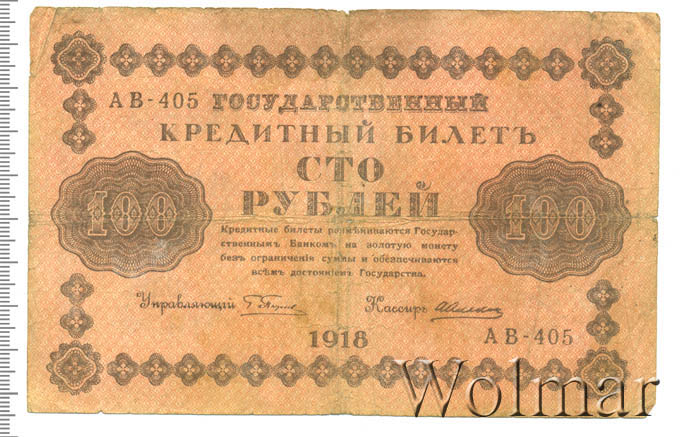 АВ-405 ГОСУДАРСТВЕННЫЙ
КРЕДИТНЫЙ БИЛЕТЪ
СТО
РУБЛЕЙ
100
100
Кредитные билеты размѣниваются Государ-
ственнымъ Банкомъ на золотую монету
безъ ограниченія суммы и обезпечиваются
всѣмъ достояніемъ Государства.
Управляющій
Кассиръ
1918
АВ-405
Wolmar